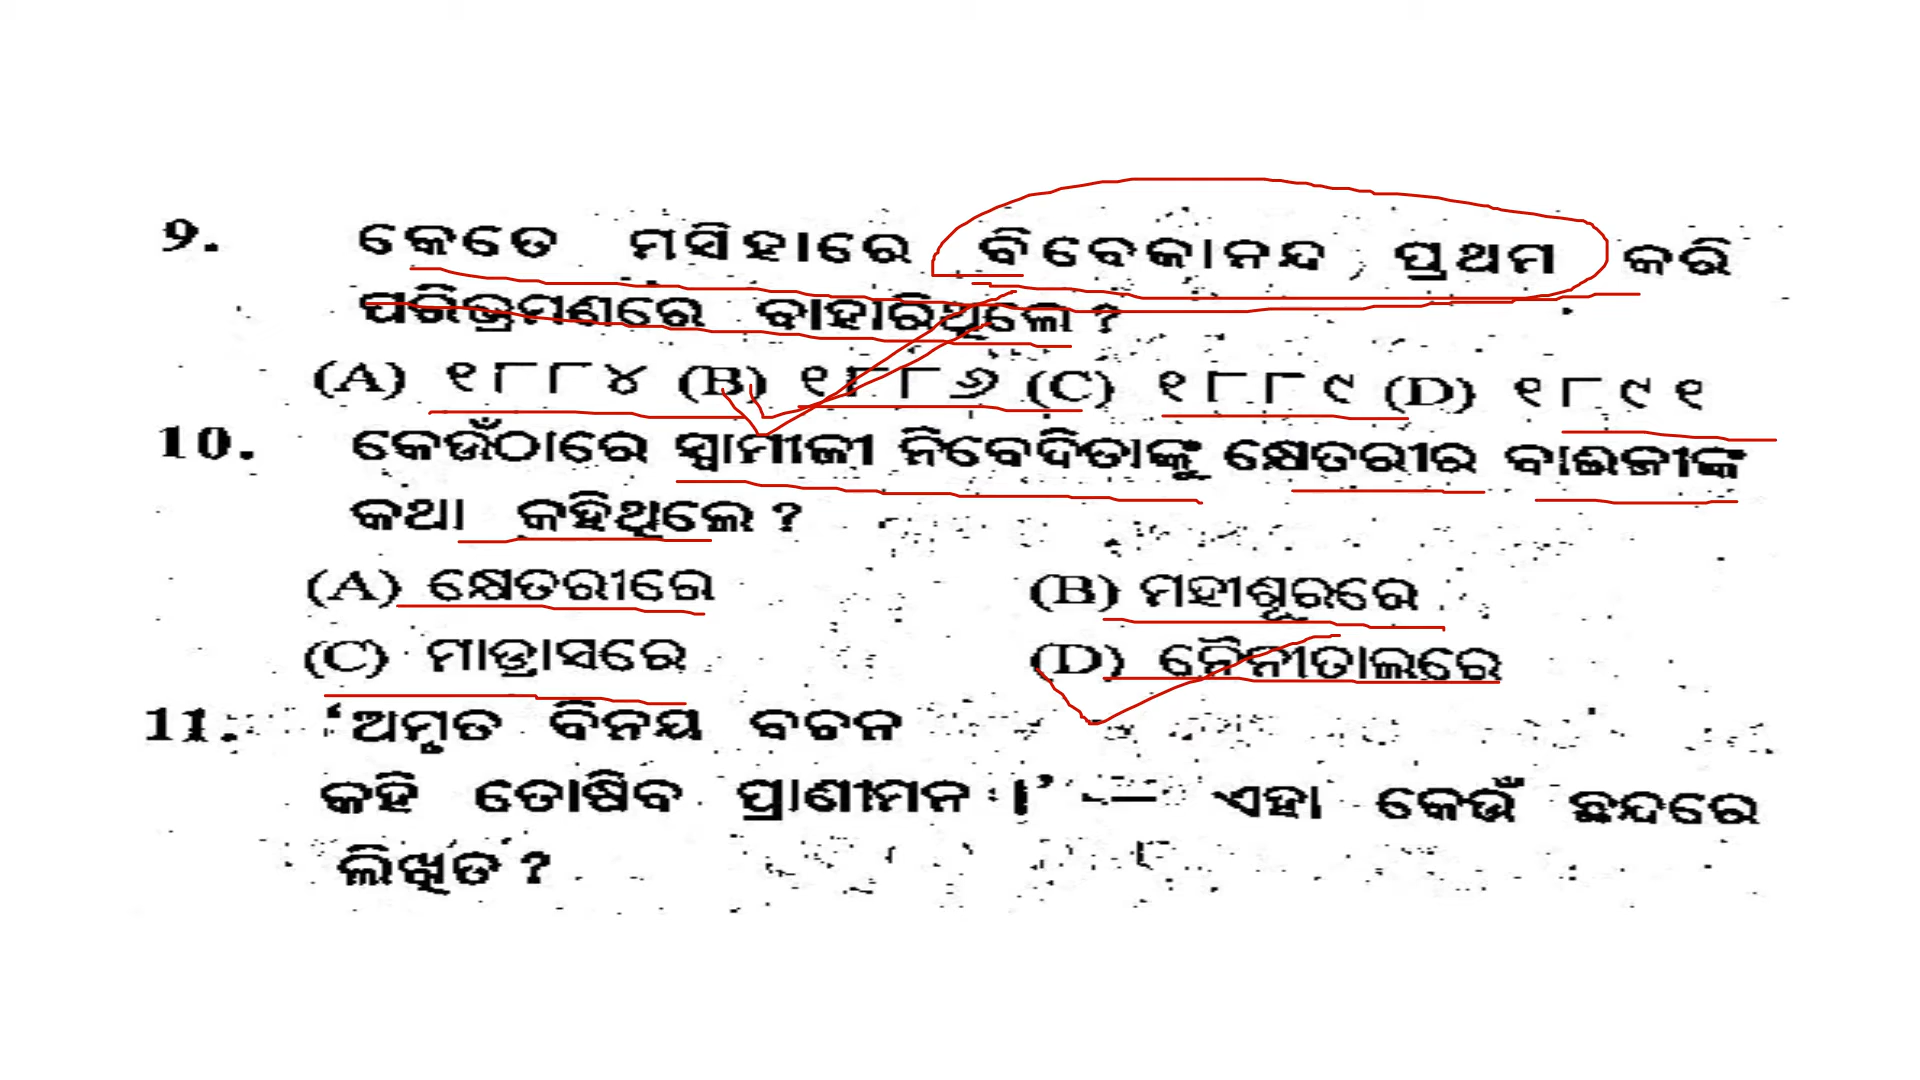 9. କେତେ ମସିହାରେ ବିବେକାନନ୍ଦ ପ୍ରଥମ କରି
ପରିଭ୍ରମଣରେ ବାହାରିଥିଲେ ?
(A) ୧୮୮୪ (B) ୧୮୮୬ (C) ୧୮୮୯ (D) ୧୮୯୧
10. କେଉଁଠାରେ ସ୍ୱାମୀଜୀ ନିବେଦିତାଙ୍କୁ କ୍ଷେତରୀର ବାଈଜୀଙ୍କ
କଥା କହିଥିଲେ ?
(A) କ୍ଷେତରୀରେ (B) ମହୀଶୂରରେ
(C) ମାଡ୍ରାସରେ (D) ନୈନୀତାଲରେ
11. ‘ଅମୃତ ବିନୟ ବଚନ
କହି ତୋଷିବ ପ୍ରାଣୀମନ ।’ — ଏହା କେଉଁ ଛନ୍ଦରେ
ଲିଖିତ ?